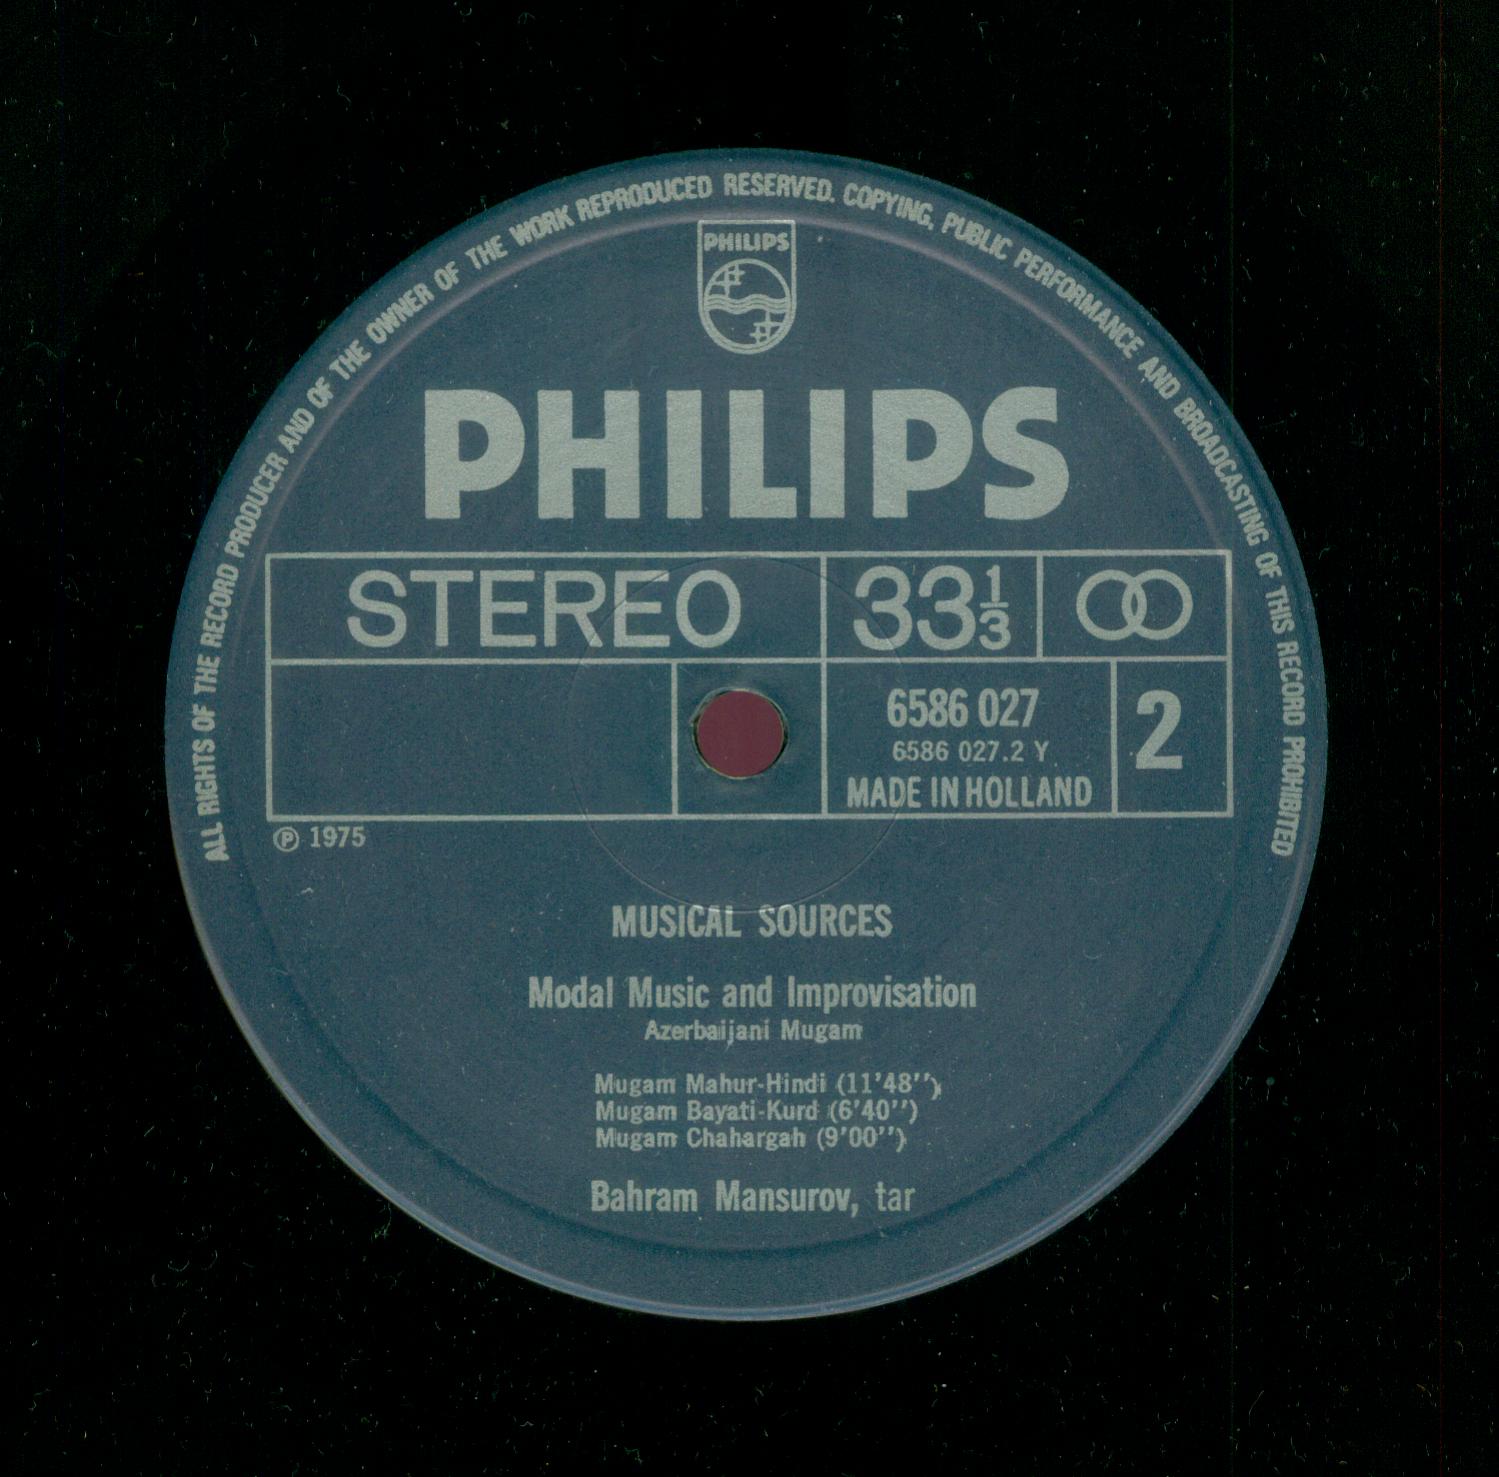 ALL RIGHTS OF THE RECORD PRODUCER AND OF THE OWNER OF THE WORK REPRODUCED RESERVED. COPYING, PUBLIC PERFORMANCE AND BROADCASTING OF THIS RECORD PROHIBITED
PHILIPS
PHILIPS
STEREO
33 1/3
6586 027
6586 027.2 Y
MADE IN HOLLAND
2
℗ 1975
MUSICAL SOURCES
Modal Music and Improvisation
Azerbaijani Mugam
Mugam Mahur-Hindi (11'48'')
Mugam Bayati-Kurd (6'40'')
Mugam Chahargah (9'00'')
Bahram Mansurov, tar